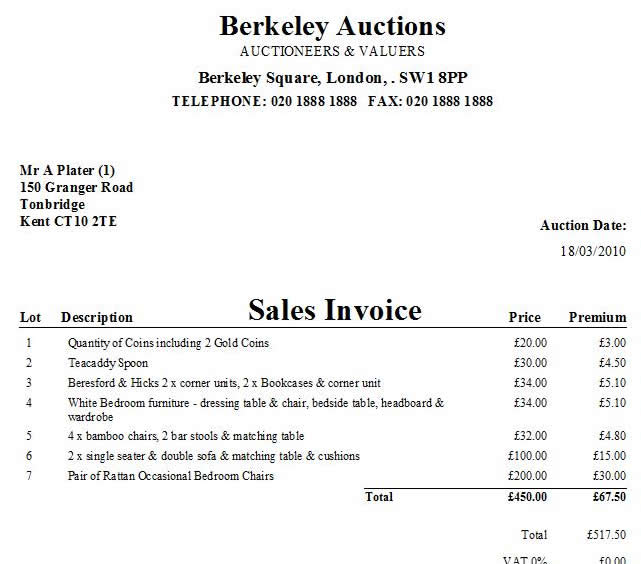 Berkeley Auctions
AUCTIONEERS & VALUERS
Berkeley Square, London, . SW1 8PP
TELEPHONE: 020 1888 1888 FAX: 020 1888 1888
Mr A Plater (1)
150 Granger Road
Tonbridge
Kent CT10 2TE
Auction Date:
18/03/2010
Sales Invoice
Lot Description Price Premium
1 Quantity of Coins including 2 Gold Coins £20.00 £3.00
2 Teacaddy Spoon £30.00 £4.50
3 Beresford & Hicks 2 x corner units, 2 x Bookcases & corner unit £34.00 £5.10
4 White Bedroom furniture - dressing table & chair, bedside table, headboard & £34.00 £5.10
wardrobe
5 4 x bamboo chairs, 2 bar stools & matching table £32.00 £4.80
6 2 x single seater & double sofa & matching table & cushions £100.00 £15.00
7 Pair of Rattan Occasional Bedroom Chairs £200.00 £30.00
Total £450.00 £67.50
Total £517.50
VAT 0% £0.00